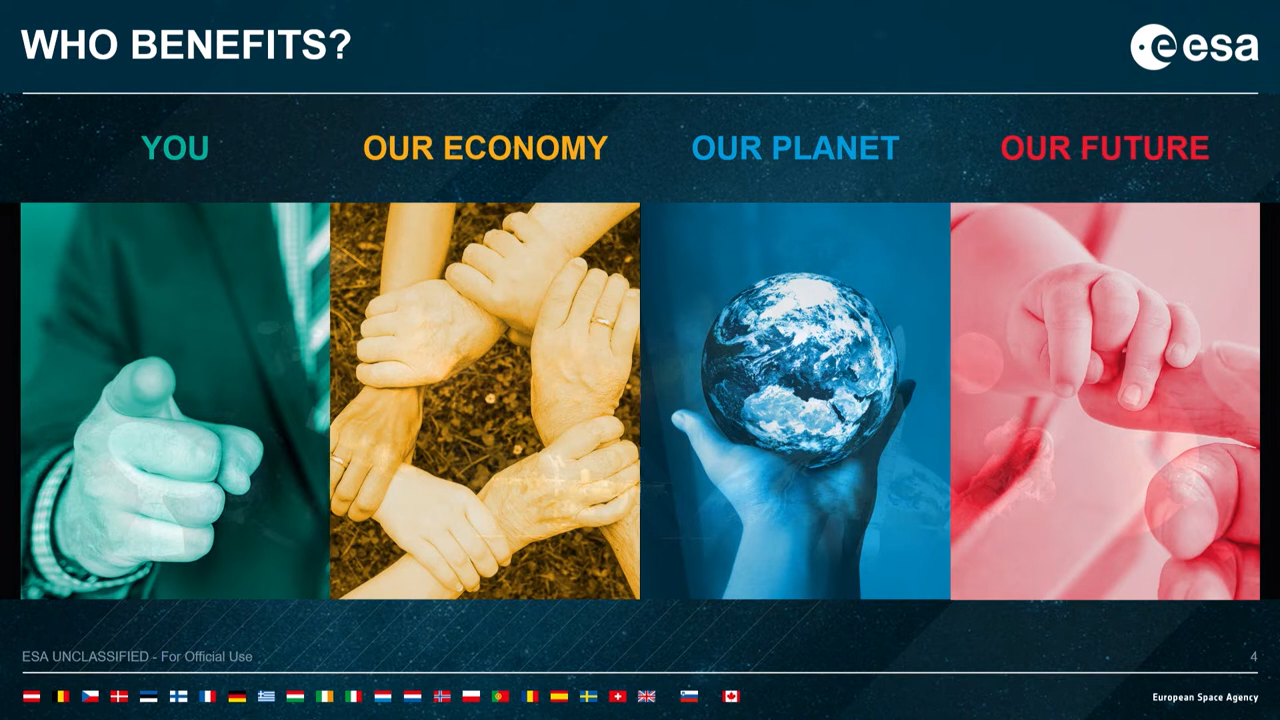 WHO BENEFITS?
esa
YOU
OUR ECONOMY
OUR PLANET
OUR FUTURE
ESA UNCLASSIFIED - For Official Use
4
European Space Agency